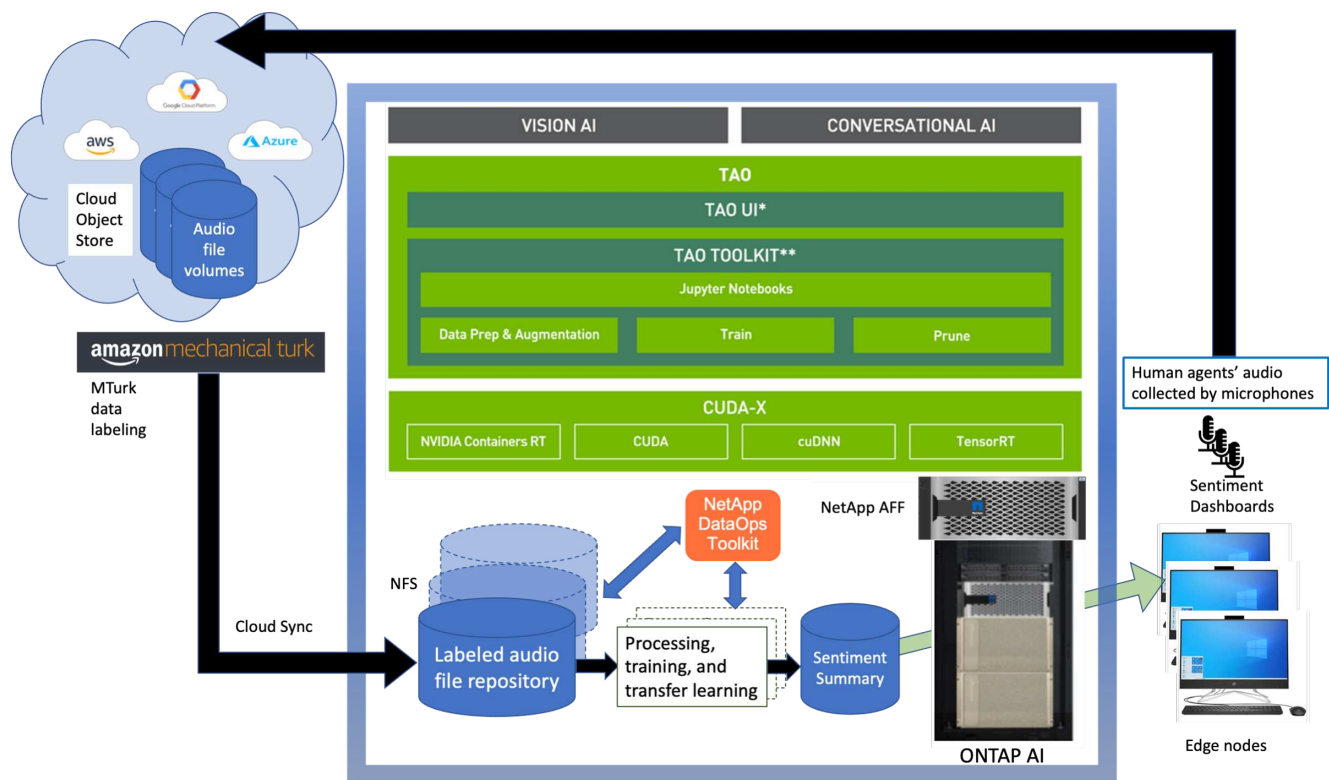 Google Cloud Platform
aws
Azure
Cloud
Object
Store
Audio
file
volumes
amazon mechanical turk
MTurk
data
labeling
Cloud Sync
VISION AI
CONVERSATIONAL AI
TAO
TAO UI*
TAO TOOLKIT**
Jupyter Notebooks
Data Prep & Augmentation
Train
Prune
CUDA-X
NVIDIA Containers RT
CUDA
cuDNN
TensorRT
NetApp
DataOps
Toolkit
NetApp AFF
NFS
Labeled audio
file repository
Processing,
training, and
transfer learning
Sentiment
Summary
ONTAP AI
Human agents’ audio
collected by microphones
Sentiment
Dashboards
Edge nodes